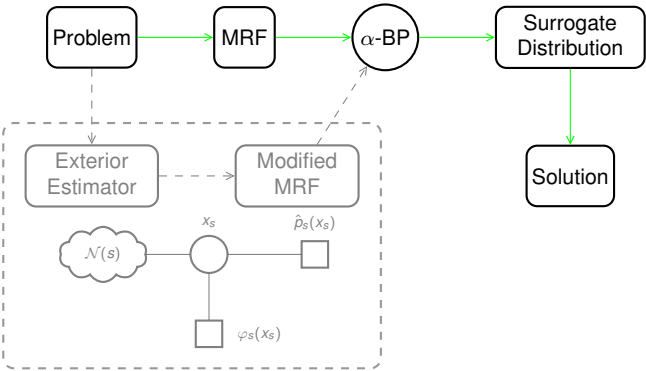 Problem
MRF
α-BP
Surrogate
Distribution
Exterior
Estimator
Modified
MRF
Solution
x_s
p̂_s(x_s)
𝒩(s)
φ_s(x_s)